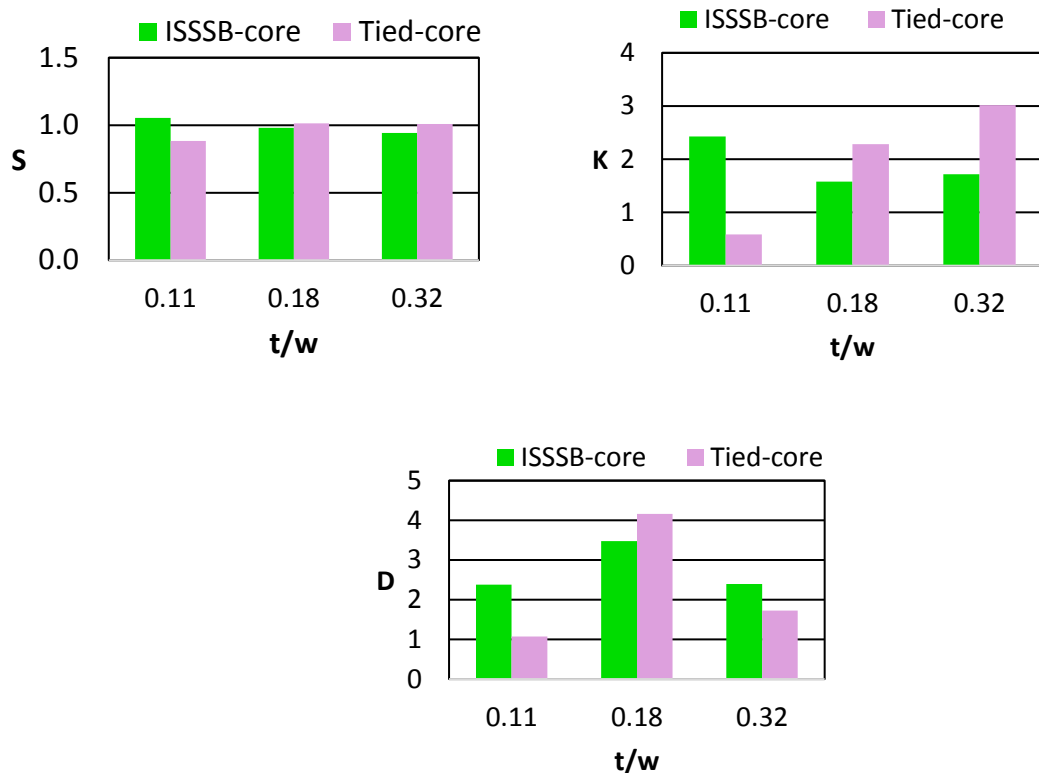 ISSSB-core Tied-core
1.5
1.0
0.5
0.0
S
0.11 0.18 0.32
t/w
ISSSB-core Tied-core
4
3
2
1
0
K
0.11 0.18 0.32
t/w
ISSSB-core Tied-core
5
4
3
2
1
0
D
0.11 0.18 0.32
t/w